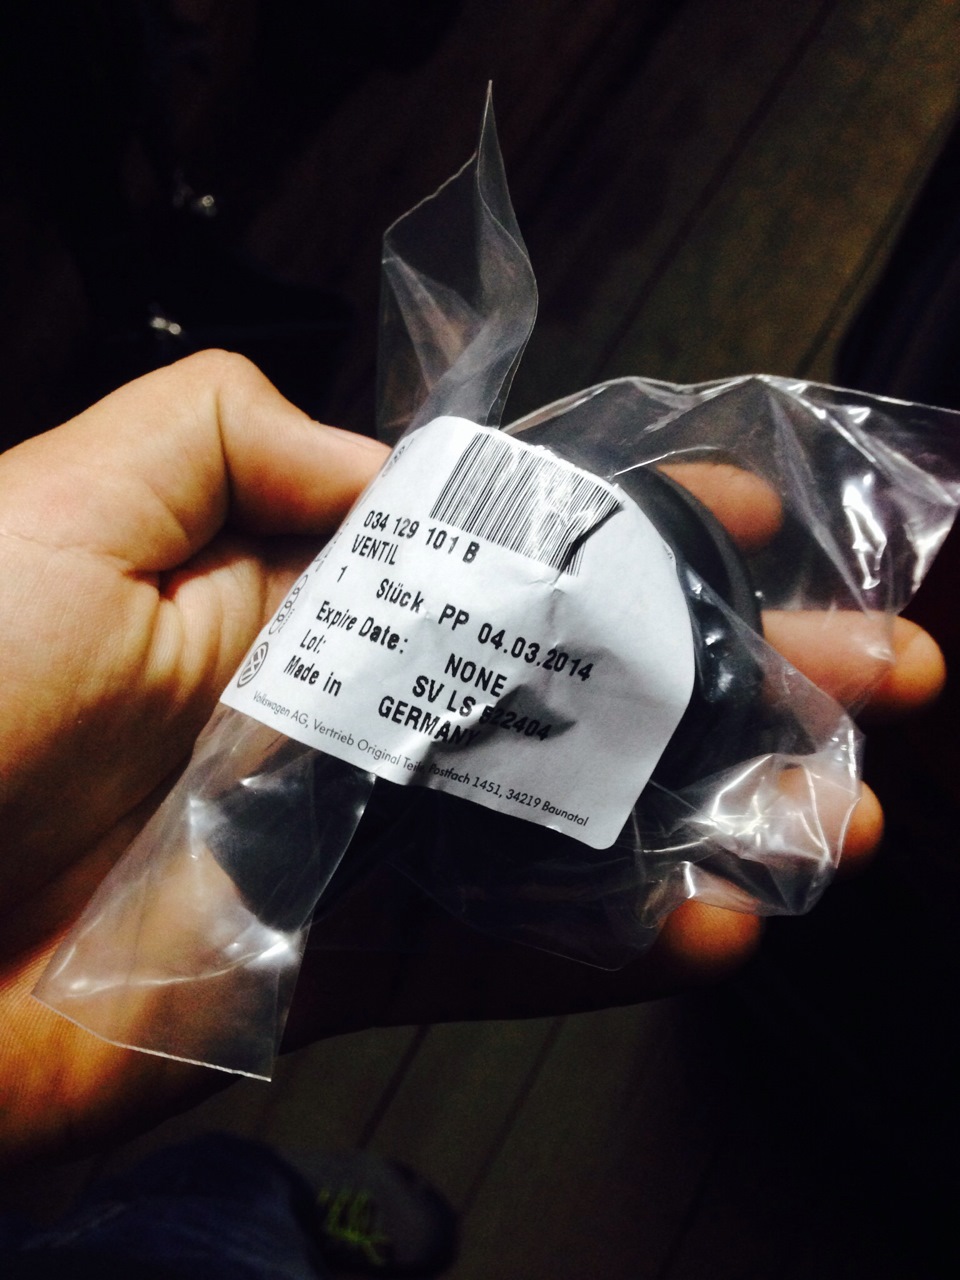 034 129 101 B
VENTIL
1 Stück PP 04.03.2014
Expire Date: NONE
Lot: SV LS 622404
Made in GERMANY
Volkswagen AG, Vertrieb Original Teile Postfach 1451, 34219 Baunatal